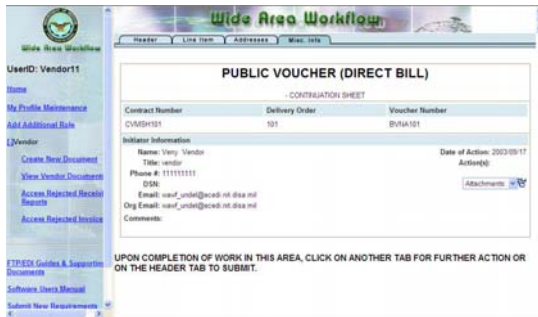 Wide Area Workflow
Header
Line Item
Addresses
Misc. Info
Wide Area Workflow
UserID: Vendor11
Home
My Profile Maintenance
Add Additional Role
[-]Vendor
Create New Document
View Vendor Documents
Access Rejected Receiving
Reports
Access Rejected Invoice
FTP/EDI Guides & Supporting
Documents
Software Users Manual
Submit New Requirements
PUBLIC VOUCHER (DIRECT BILL)
- CONTINUATION SHEET
Contract Number Delivery Order Voucher Number
CVMSH101 101 BVNA101
Initiator Information
Name: Very Vendor Date of Action: 2003/09/17
Title: vendor Action(s):
Phone #: 111111111
DSN: Attachments
Email: wawf_undel@acedi.nit.disa.mil
Org Email: wawf_undel@acedi.nit.disa.mil
Comments:
UPON COMPLETION OF WORK IN THIS AREA, CLICK ON ANOTHER TAB FOR FURTHER ACTION OR
ON THE HEADER TAB TO SUBMIT.